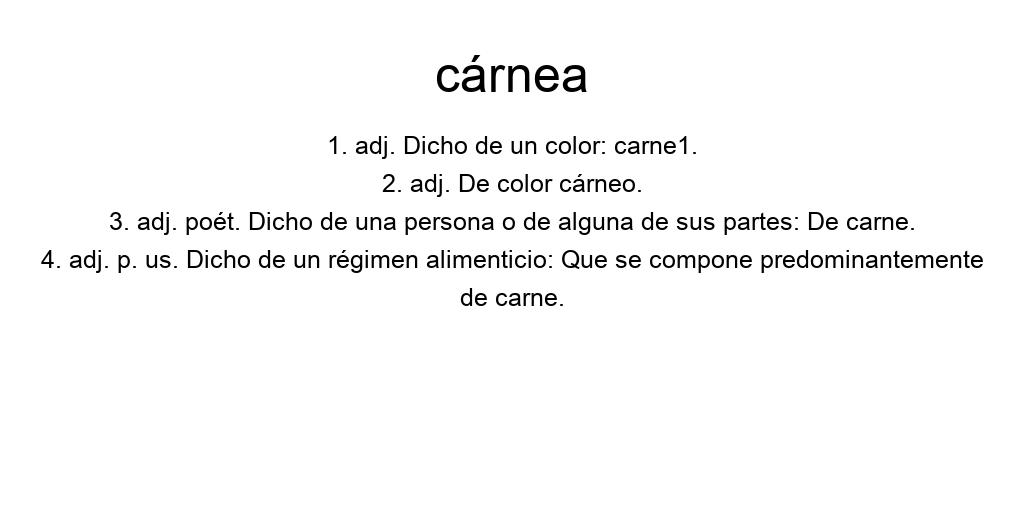 cárnea
1. adj. Dicho de un color: carne1.
2. adj. De color cárneo.
3. adj. poét. Dicho de una persona o de alguna de sus partes: De carne.
4. adj. p. us. Dicho de un régimen alimenticio: Que se compone predominantemente
de carne.